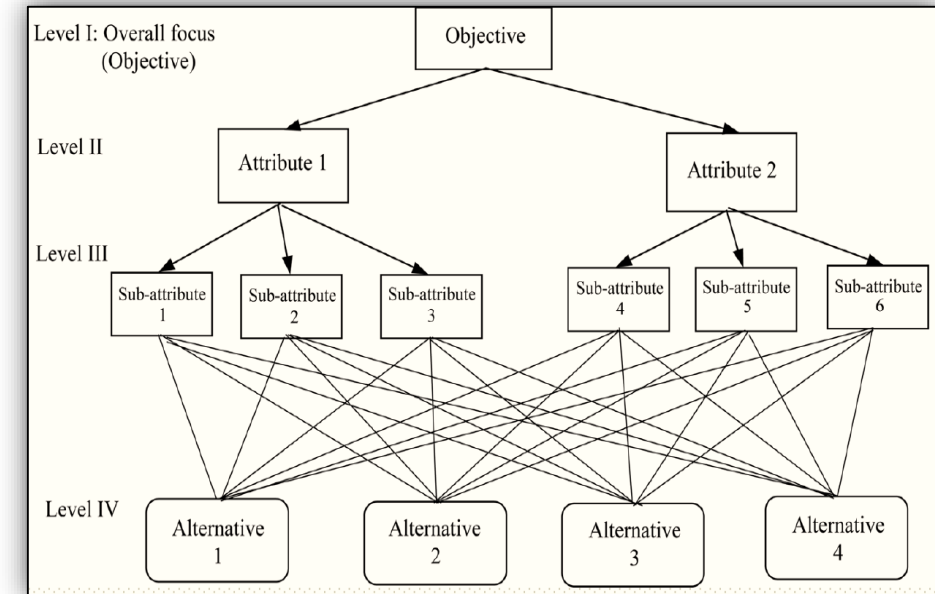 Level I: Overall focus
(Objective)
Objective
Level II
Attribute 1
Attribute 2
Level III
Sub-attribute
1
Sub-attribute
2
Sub-attribute
3
Sub-attribute
4
Sub-attribute
5
Sub-attribute
6
Level IV
Alternative
1
Alternative
2
Alternative
3
Alternative
4